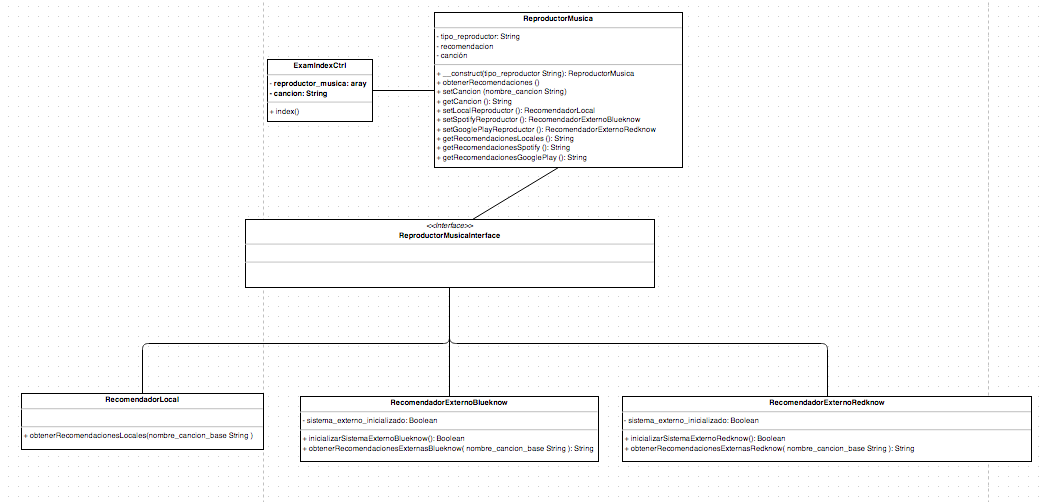 ReproductorMusica
- tipo_reproductor: String
- recomendacion
- canción
+ __construct(tipo_reproductor String): ReproductorMusica
+ obtenerRecomendaciones ()
+ setCancion (nombre_cancion String)
+ getCancion (): String
+ setLocalReproductor (): RecomendadorLocal
+ setSpotifyReproductor (): RecomendadorExternoBlueknow
+ setGooglePlayReproductor (): RecomendadorExternoRedknow
+ getRecomendacionesLocales (): String
+ getRecomendacionesSpotify (): String
+ getRecomendacionesGooglePlay (): String
ExamIndexCtrl
- reproductor_musica: aray
- cancion: String
+ index()
<<Interface>>
ReproductorMusicaInterface
RecomendadorLocal
+ obtenerRecomendacionesLocales(nombre_cancion_base String )
RecomendadorExternoBlueknow
- sistema_externo_inicializado: Boolean
+ inicializarSistemaExternoBlueknow(): Boolean
+ obtenerRecomendacionesExternasBlueknow( nombre_cancion_base String ): String
RecomendadorExternoRedknow
- sistema_externo_inicializado: Boolean
+ inicializarSistemaExternoRedknow(): Boolean
+ obtenerRecomendacionesExternasRedknow( nombre_cancion_base String ): String